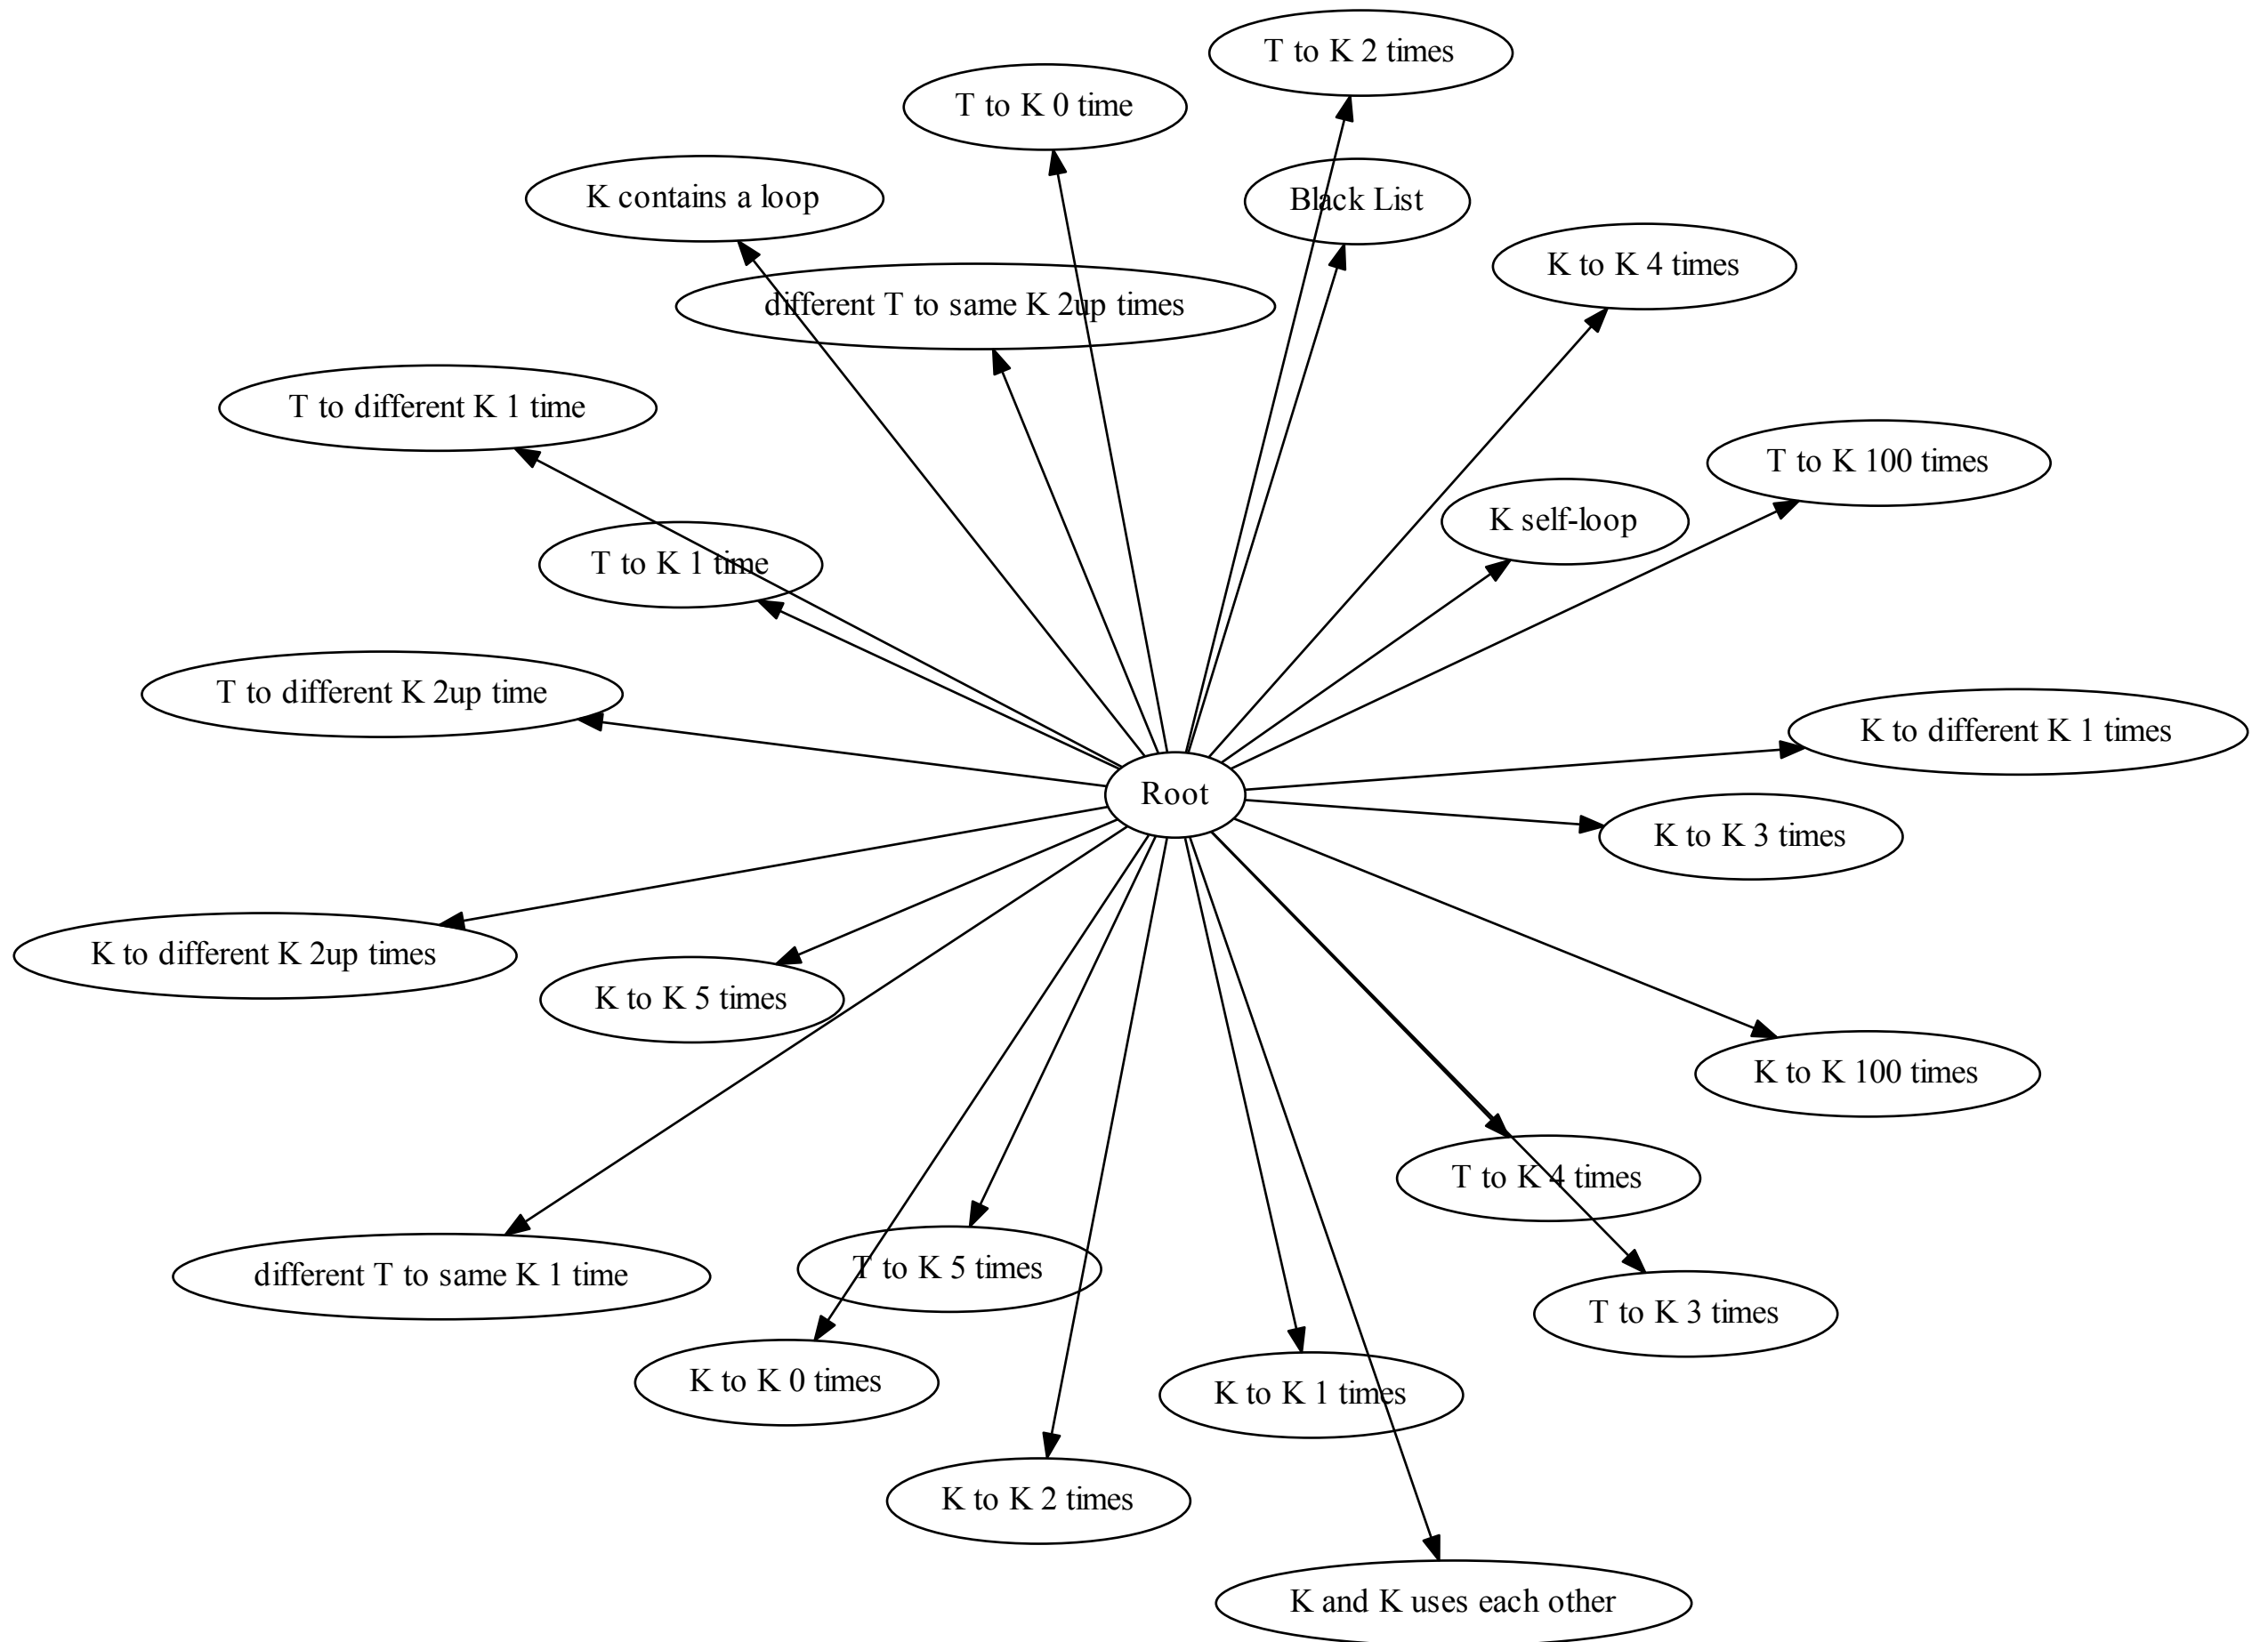 T to K 2 times
T to K 0 time
K contains a loop
Black List
K to K 4 times
different T to same K 2up times
T to different K 1 time
T to K 100 times
K self-loop
T to K 1 time
T to different K 2up time
K to different K 1 times
Root
K to K 3 times
K to different K 2up times
K to K 5 times
K to K 100 times
T to K 4 times
different T to same K 1 time
T to K 5 times
T to K 3 times
K to K 0 times
K to K 1 times
K to K 2 times
K and K uses each other